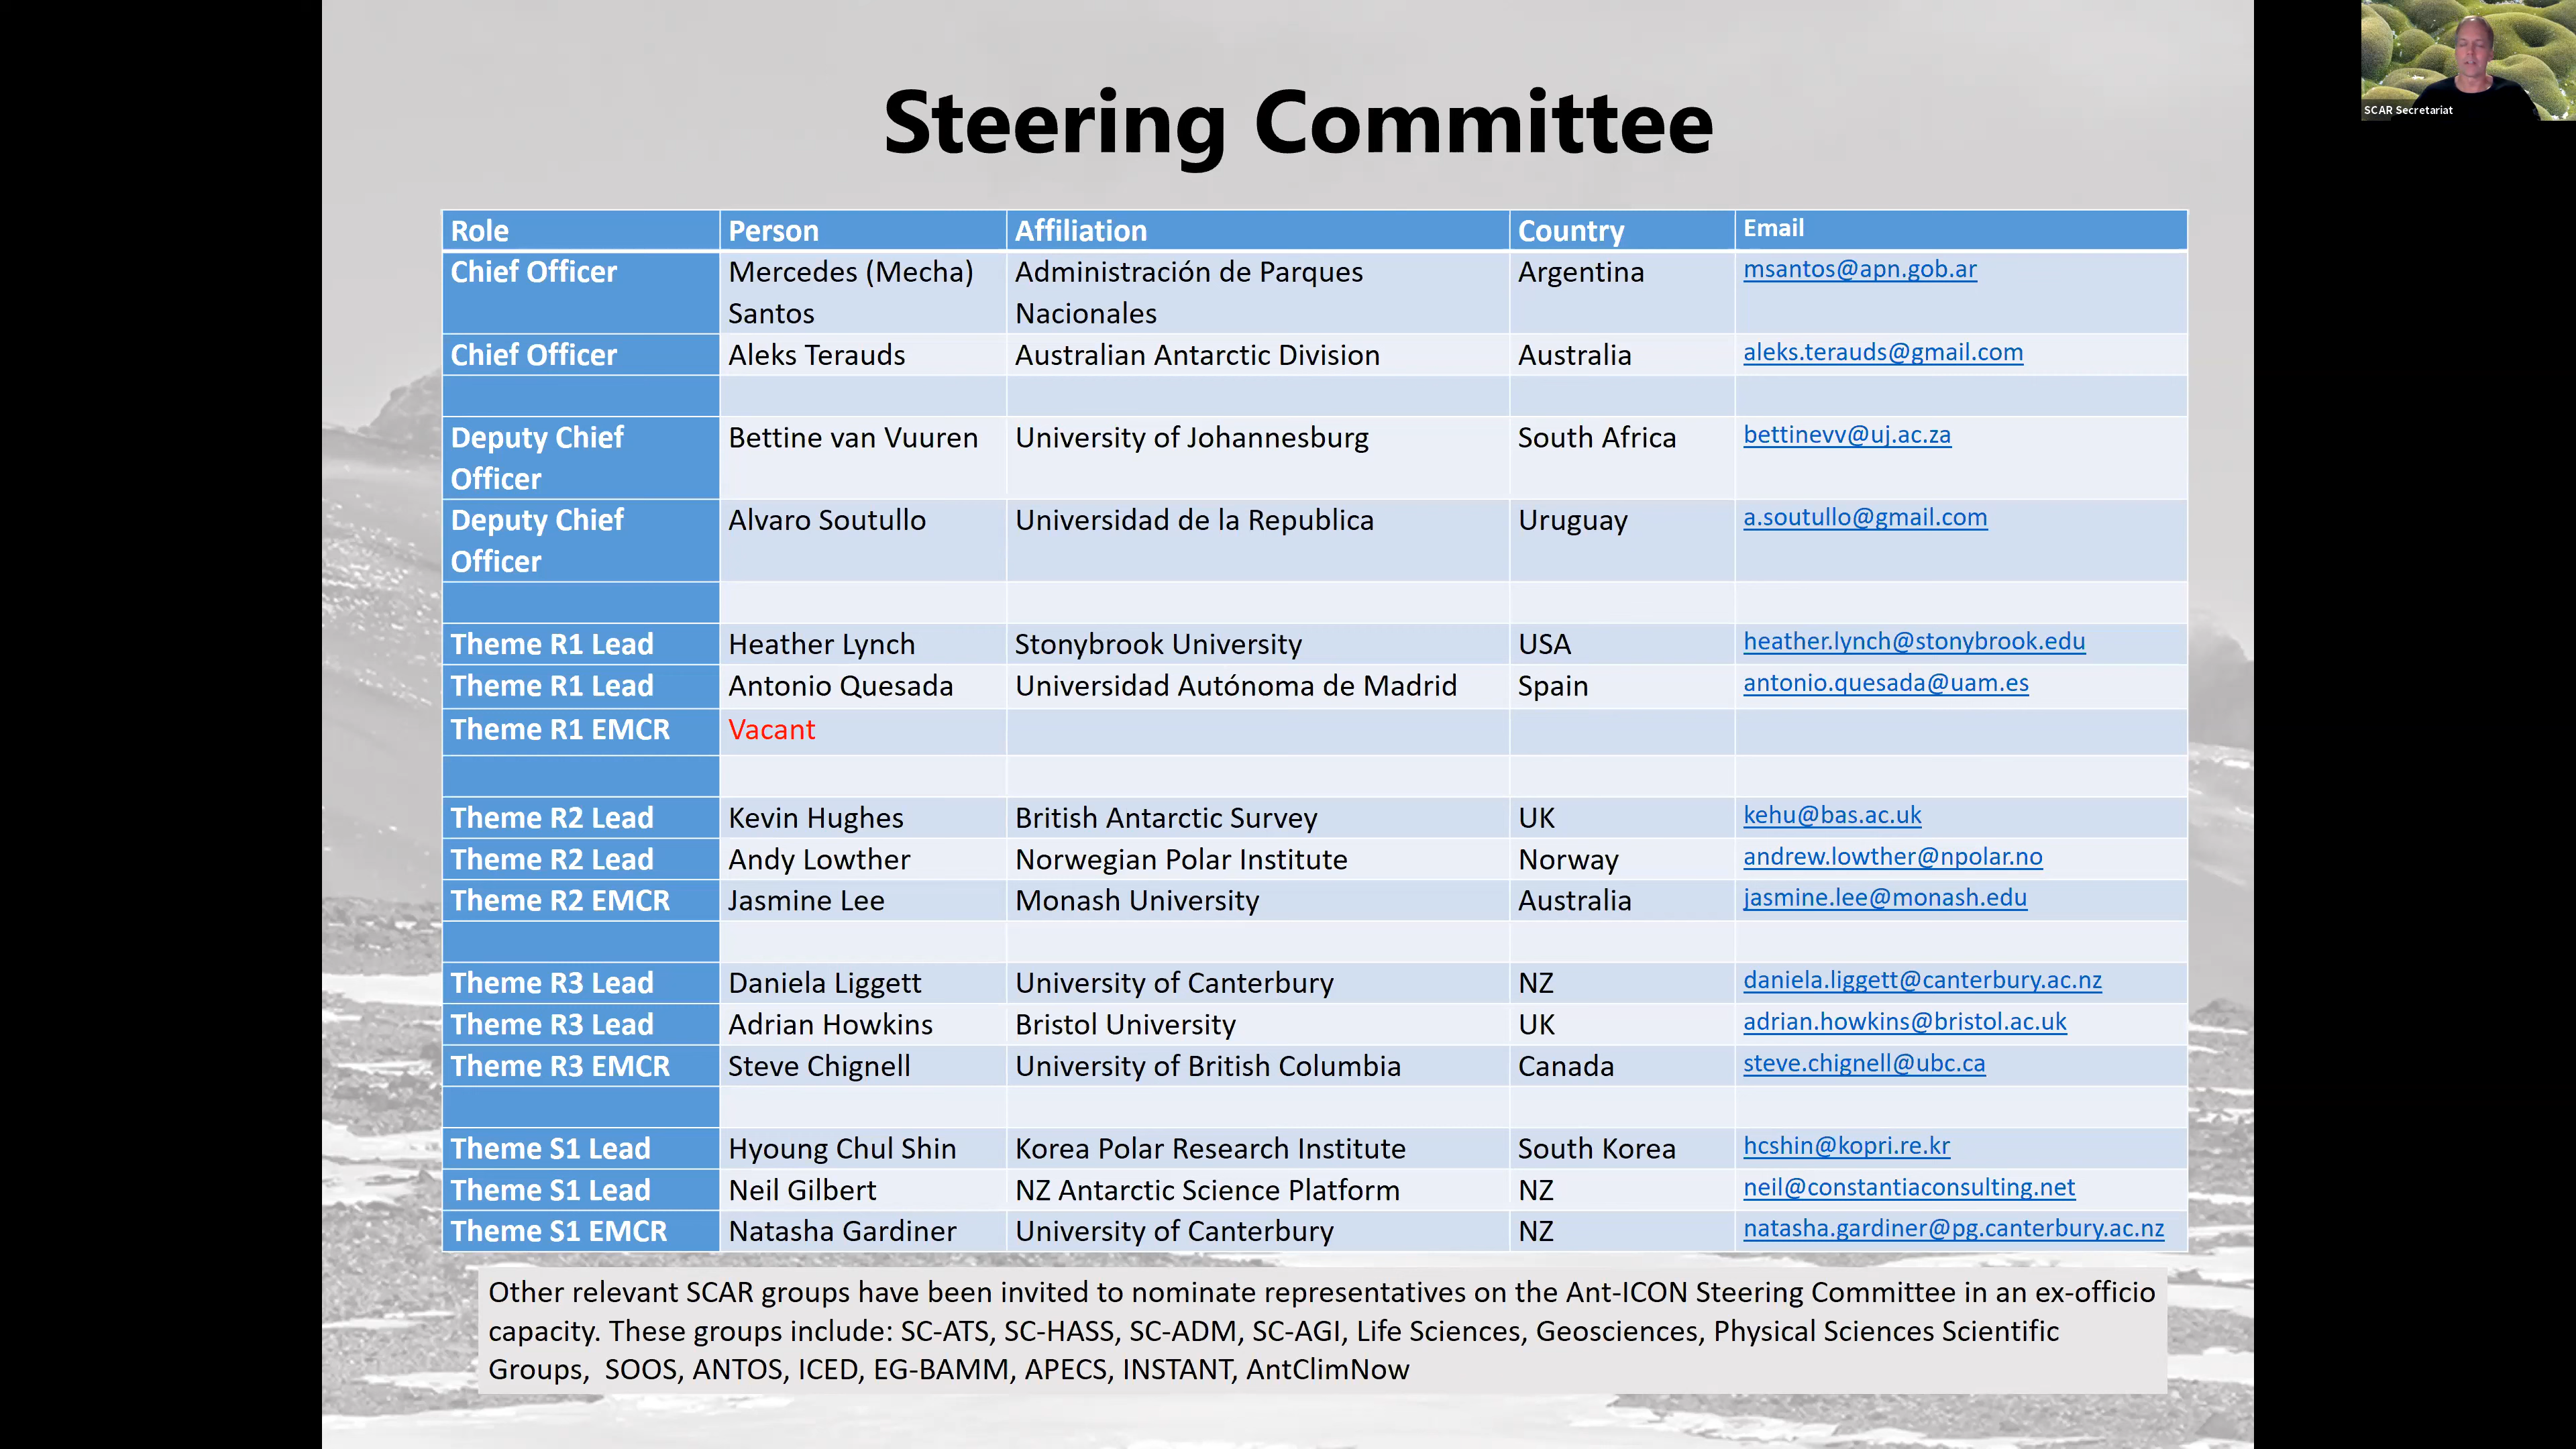 Steering Committee
SCAR Secretariat
Role Person Affiliation Country Email
Chief Officer Mercedes (Mecha) Santos Administración de Parques Nacionales Argentina msantos@apn.gob.ar
Chief Officer Aleks Terauds Australian Antarctic Division Australia aleks.terauds@gmail.com
Deputy Chief Officer Bettine van Vuuren University of Johannesburg South Africa bettinevv@uj.ac.za
Deputy Chief Officer Alvaro Soutullo Universidad de la Republica Uruguay a.soutullo@gmail.com
Theme R1 Lead Heather Lynch Stonybrook University USA heather.lynch@stonybrook.edu
Theme R1 Lead Antonio Quesada Universidad Autónoma de Madrid Spain antonio.quesada@uam.es
Theme R1 EMCR Vacant
Theme R2 Lead Kevin Hughes British Antarctic Survey UK kehu@bas.ac.uk
Theme R2 Lead Andy Lowther Norwegian Polar Institute Norway andrew.lowther@npolar.no
Theme R2 EMCR Jasmine Lee Monash University Australia jasmine.lee@monash.edu
Theme R3 Lead Daniela Liggett University of Canterbury NZ daniela.liggett@canterbury.ac.nz
Theme R3 Lead Adrian Howkins Bristol University UK adrian.howkins@bristol.ac.uk
Theme R3 EMCR Steve Chignell University of British Columbia Canada steve.chignell@ubc.ca
Theme S1 Lead Hyoung Chul Shin Korea Polar Research Institute South Korea hcshin@kopri.re.kr
Theme S1 Lead Neil Gilbert NZ Antarctic Science Platform NZ neil@constantiaconsulting.net
Theme S1 EMCR Natasha Gardiner University of Canterbury NZ natasha.gardiner@pg.canterbury.ac.nz
Other relevant SCAR groups have been invited to nominate representatives on the Ant-ICON Steering Committee in an ex-officio
capacity. These groups include: SC-ATS, SC-HASS, SC-ADM, SC-AGI, Life Sciences, Geosciences, Physical Sciences Scientific
Groups, SOOS, ANTOS, ICED, EG-BAMM, APECS, INSTANT, AntClimNow